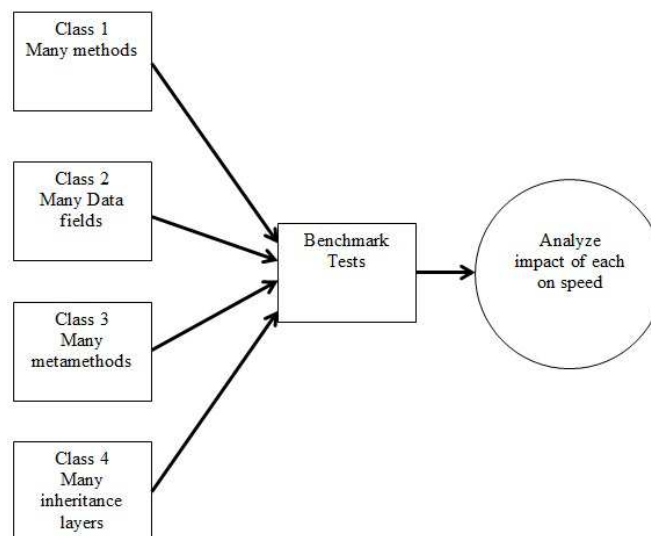 Class 1
Many methods
Class 2
Many Data
fields
Class 3
Many
metamethods
Class 4
Many
inheritance
layers
Benchmark
Tests
Analyze
impact of each
on speed